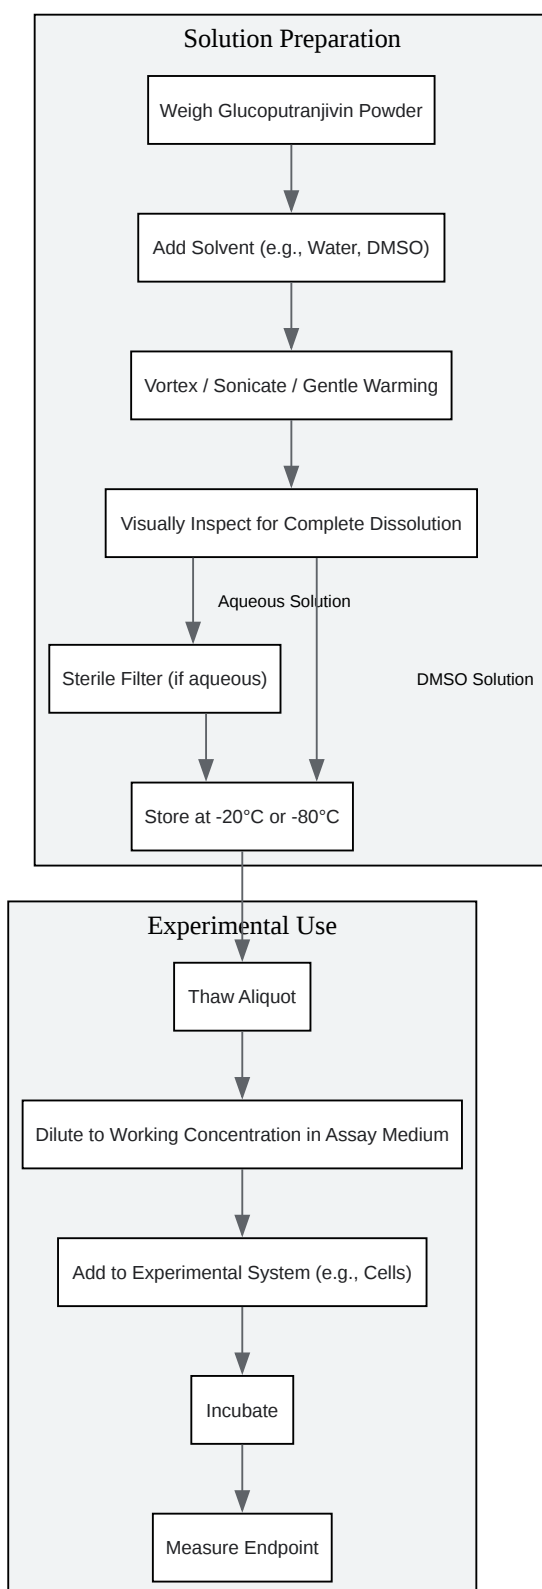 Solution Preparation
Weigh Glucoputranjivin Powder
Add Solvent (e.g., Water, DMSO)
Vortex / Sonicate / Gentle Warming
Visually Inspect for Complete Dissolution
Aqueous Solution
Sterile Filter (if aqueous)
DMSO Solution
Store at -20°C or -80°C
Experimental Use
Thaw Aliquot
Dilute to Working Concentration in Assay Medium
Add to Experimental System (e.g., Cells)
Incubate
Measure Endpoint